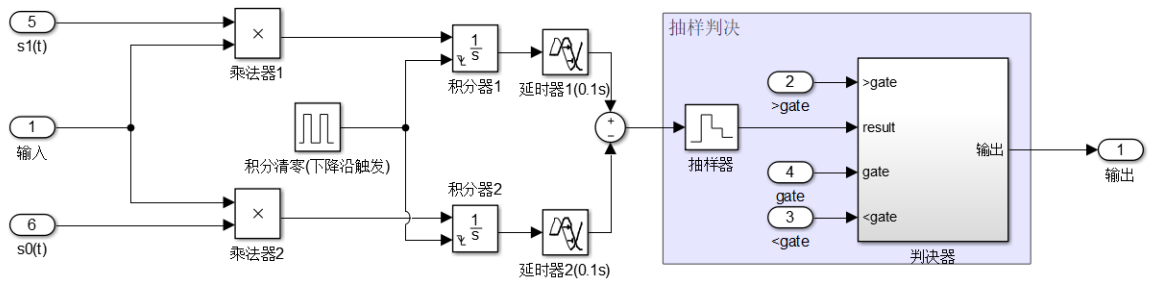 抽样判决
5
s1(t)
×
乘法器1
1
s
积分器1
延时器1(0.1s)
2
>gate
>gate
1
输入
积分清零(下降沿触发)
+
−
抽样器
result
输出
1
输出
4
gate
gate
3
<gate
<gate
判决器
6
s0(t)
×
乘法器2
积分器2
1
s
延时器2(0.1s)